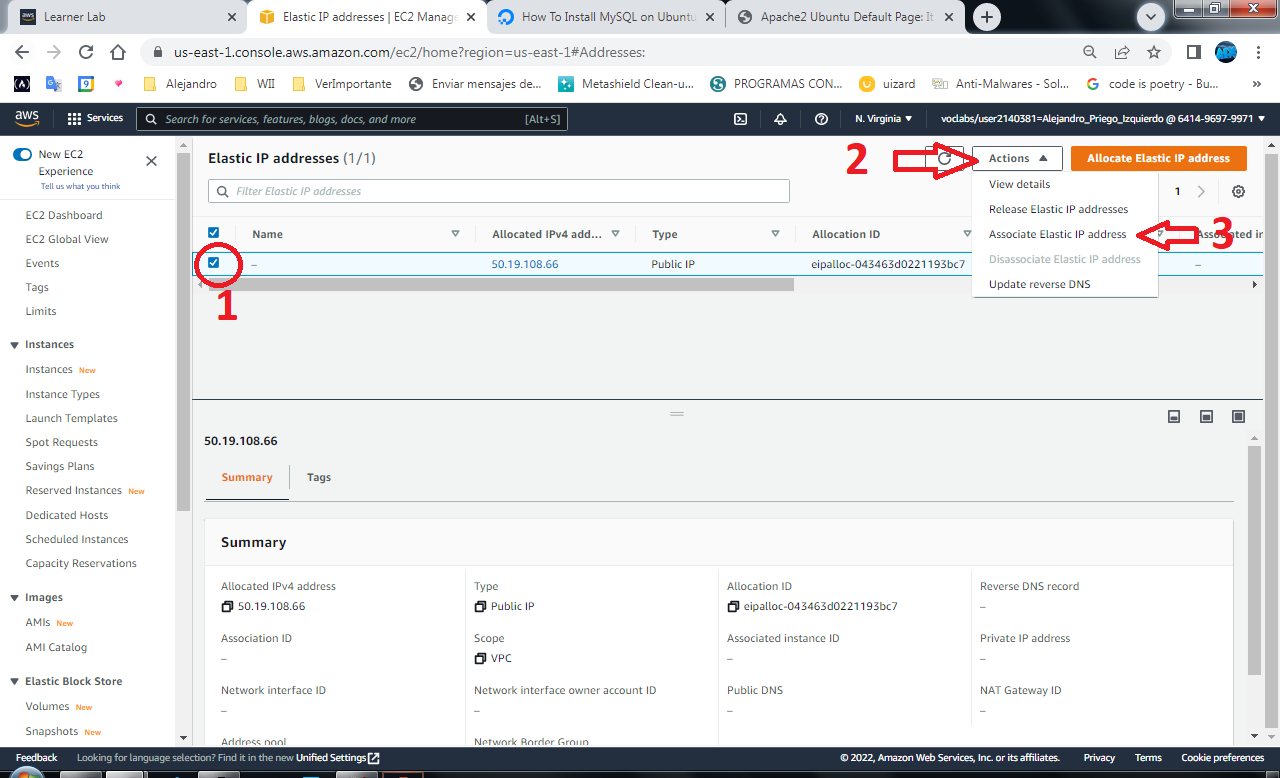 aws
Learner Lab
Elastic IP addresses | EC2 Manage
How To Install MySQL on Ubuntu
Apache2 Ubuntu Default Page: It
us-east-1.console.aws.amazon.com/ec2/home?region=us-east-1#Addresses:
Alejandro
WII
VerImportante
Enviar mensajes de...
Metashield Clean-u...
PROGRAMAS CON...
uizard
Anti-Malwares - Sol...
code is poetry - Bu...
»
aws
Services
Search for services, features, blogs, docs, and more
[Alt+S]
N. Virginia
voclabs/user2140381=Alejandro_Priego_Izquierdo @ 6414-9697-9971
New EC2
Experience
Tell us what you think
EC2 Dashboard
EC2 Global View
Events
Tags
Limits
Instances
Instances New
Instance Types
Launch Templates
Spot Requests
Savings Plans
Reserved Instances New
Dedicated Hosts
Scheduled Instances
Capacity Reservations
Images
AMIs New
AMI Catalog
Elastic Block Store
Volumes New
Snapshots New
Elastic IP addresses (1/1)
2
Actions
Allocate Elastic IP address
Filter Elastic IP addresses
1
View details
Release Elastic IP addresses
Associate Elastic IP address
Disassociate Elastic IP address
Update reverse DNS
3
Name
Allocated IPv4 add...
Type
Allocation ID
Associated in
–
50.19.108.66
Public IP
eipalloc-043463d0221193bc7
–
1
50.19.108.66
Summary
Tags
Summary
Allocated IPv4 address
50.19.108.66
Type
Public IP
Allocation ID
eipalloc-043463d0221193bc7
Reverse DNS record
–
Association ID
–
Scope
VPC
Associated instance ID
–
Private IP address
–
Network interface ID
–
Network interface owner account ID
–
Public DNS
–
NAT Gateway ID
–
Address pool
Network Border Group
Feedback
Looking for language selection? Find it in the new Unified Settings
© 2022, Amazon Web Services, Inc. or its affiliates.
Privacy
Terms
Cookie preferences